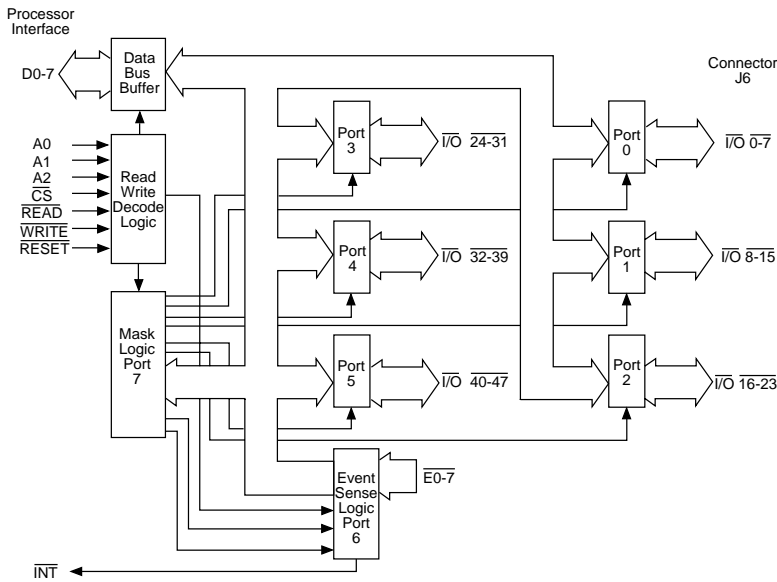 Processor
Interface
D0-7
Data
Bus
Buffer
Connector
J6
A0
A1
A2
CS
READ
WRITE
RESET
Read
Write
Decode
Logic
Port
3
I/O 24-31
Port
0
I/O 0-7
Port
4
I/O 32-39
Port
1
I/O 8-15
Mask
Logic
Port
7
Port
5
I/O 40-47
Port
2
I/O 16-23
Event
Sense
Logic
Port
6
E0-7
INT